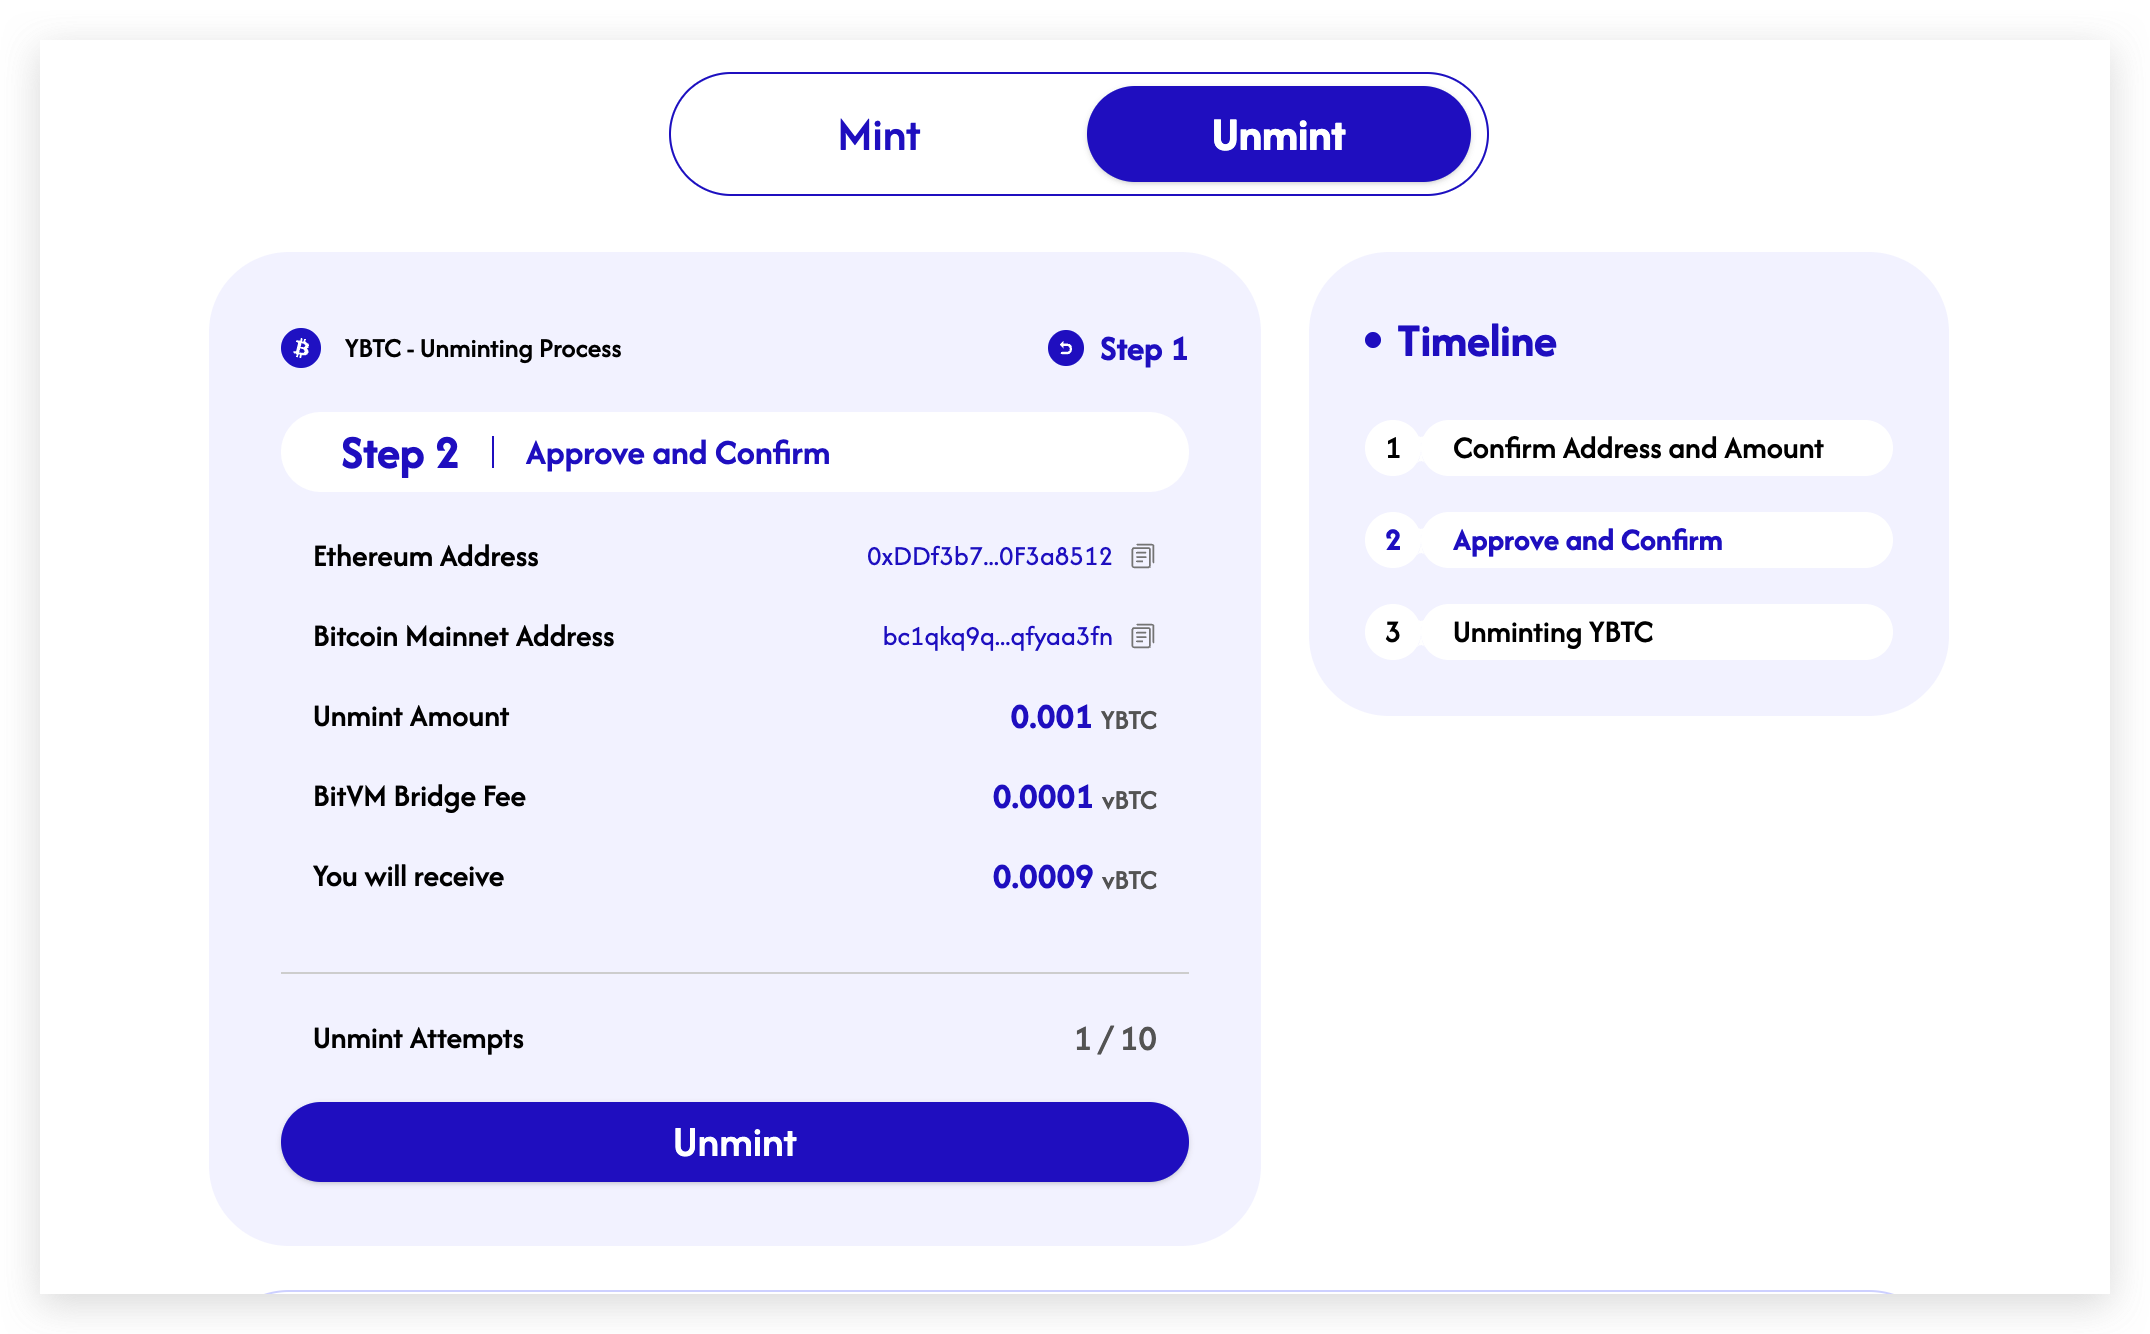 Mint
Unmint
YBTC - Unminting Process
Step 1
Step 2 | Approve and Confirm
Ethereum Address 0xDDf3b7...0F3a8512
Bitcoin Mainnet Address bc1qkq9q...qfyaa3fn
Unmint Amount 0.001 YBTC
BitVM Bridge Fee 0.0001 vBTC
You will receive 0.0009 vBTC
Unmint Attempts 1 / 10
Unmint
Timeline
1 Confirm Address and Amount
2 Approve and Confirm
3 Unminting YBTC